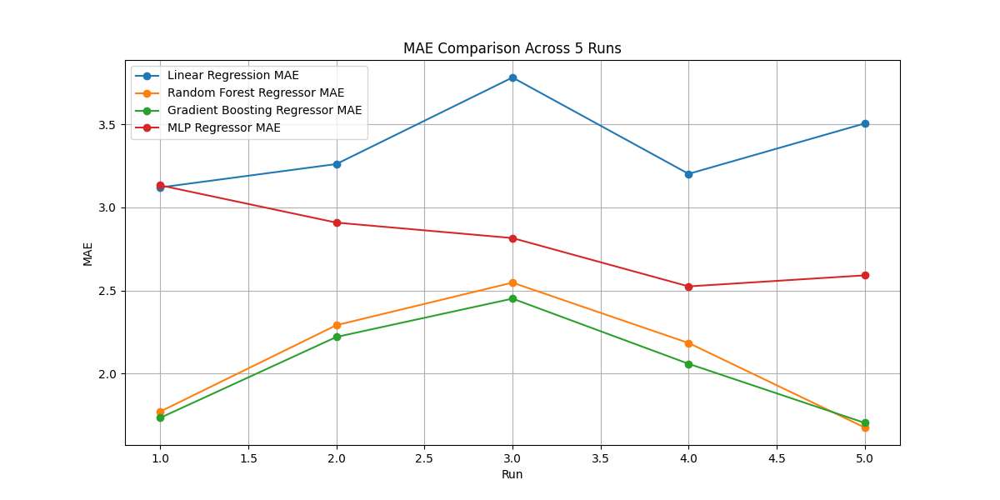 MAE Comparison Across 5 Runs
Linear Regression MAE
Random Forest Regressor MAE
Gradient Boosting Regressor MAE
MLP Regressor MAE
3.5
3.0
2.5
2.0
MAE
1.0 1.5 2.0 2.5 3.0 3.5 4.0 4.5 5.0
Run